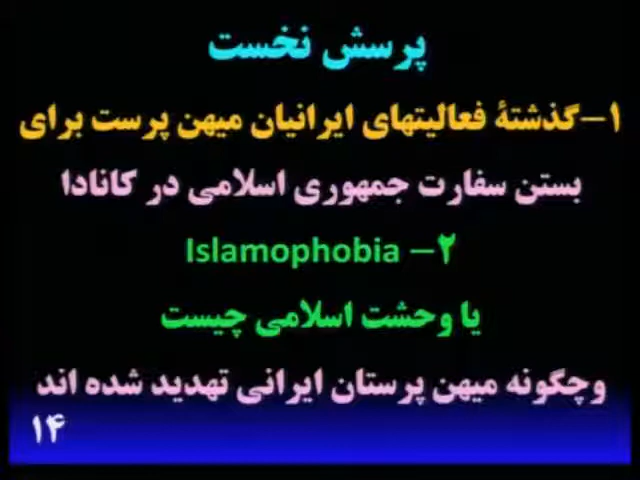 پرسش نخست
۱-گذشتهٔ فعالیتهای ایرانیان میهن پرست برای
بستن سفارت جمهوری اسلامی در کانادا
۲- Islamophobia
یا وحشت اسلامی چیست
وچگونه میهن پرستان ایرانی تهدید شده اند
۱۴